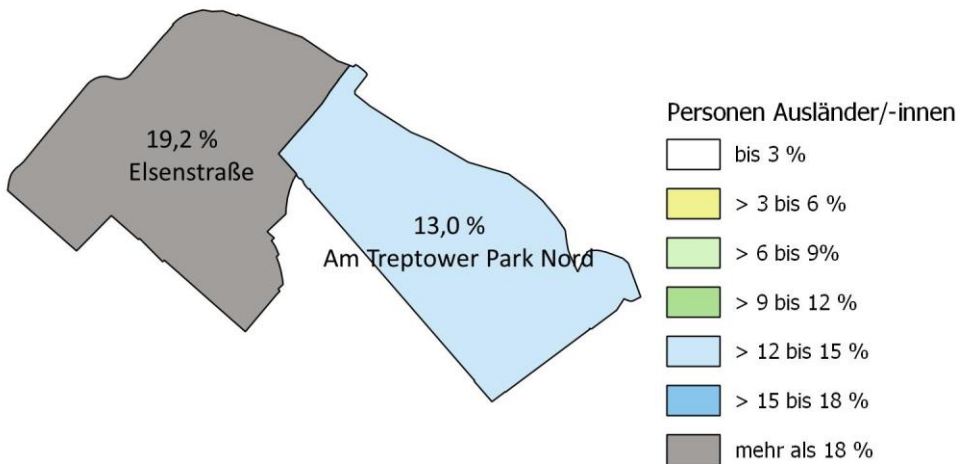 19,2 %
Elsenstraße
13,0 %
Am Treptower Park Nord
Personen Ausländer/-innen
bis 3 %
> 3 bis 6 %
> 6 bis 9%
> 9 bis 12 %
> 12 bis 15 %
> 15 bis 18 %
mehr als 18 %